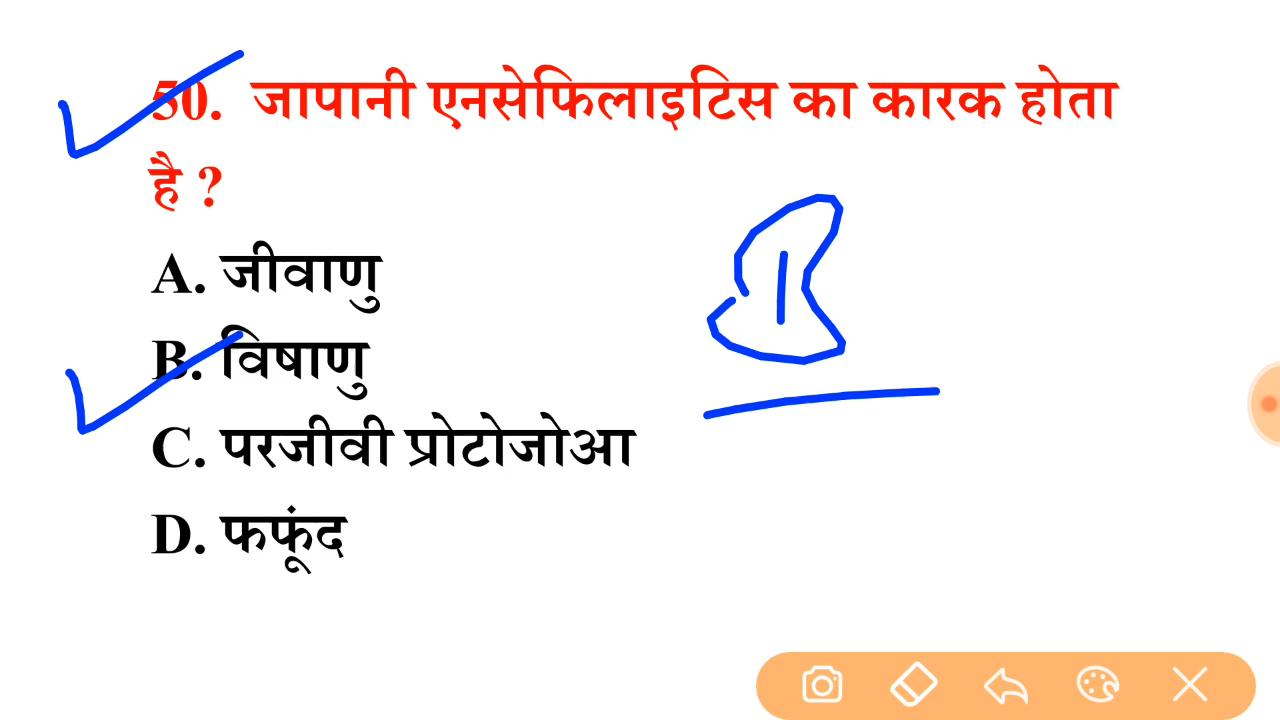 50. जापानी एनसेफिलाइटिस का कारक होता
है ?
A. जीवाणु
B. विषाणु
C. परजीवी प्रोटोजोआ
D. फफूंद